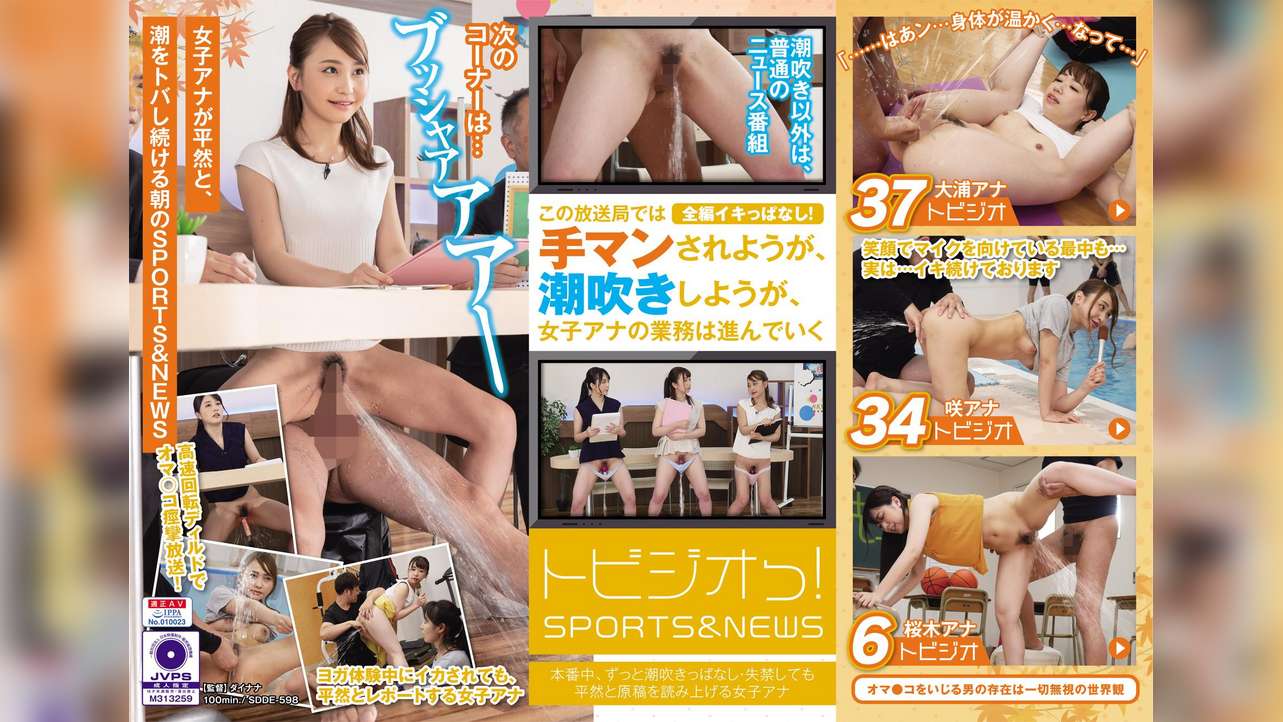 女子アナが平然と、
潮をトバし続ける朝のSPORTS&NEWS
次の
コーナーは…
ブッシャアアアアー
高速回転ディルドで
オマ○コ痙攣放送!
適正AV
IPPA
No.010023
JVPS
成人指定
M313259
【監督】ダイナナ
100min./ SDDE-598
ヨガ体験中にイカされても、
平然とレポートする女子アナ
潮吹き以外は、
普通の
ニュース番組
この放送局では
全編イキっぱなし!
手マンされようが、
潮吹きしようが、
女子アナの業務は進んでいく
トビジオっ!
SPORTS&NEWS
本番中、ずっと潮吹きっぱなし・失禁しても
平然と原稿を読み上げる女子アナ
「……はぁン…身体が温かく…なって…」
37
大浦アナ
トビジオ
笑顔でマイクを向けている最中も…
実は…イキ続けております
34
咲アナ
トビジオ
6
桜木アナ
トビジオ
オマ●コをいじる男の存在は一切無視の世界観